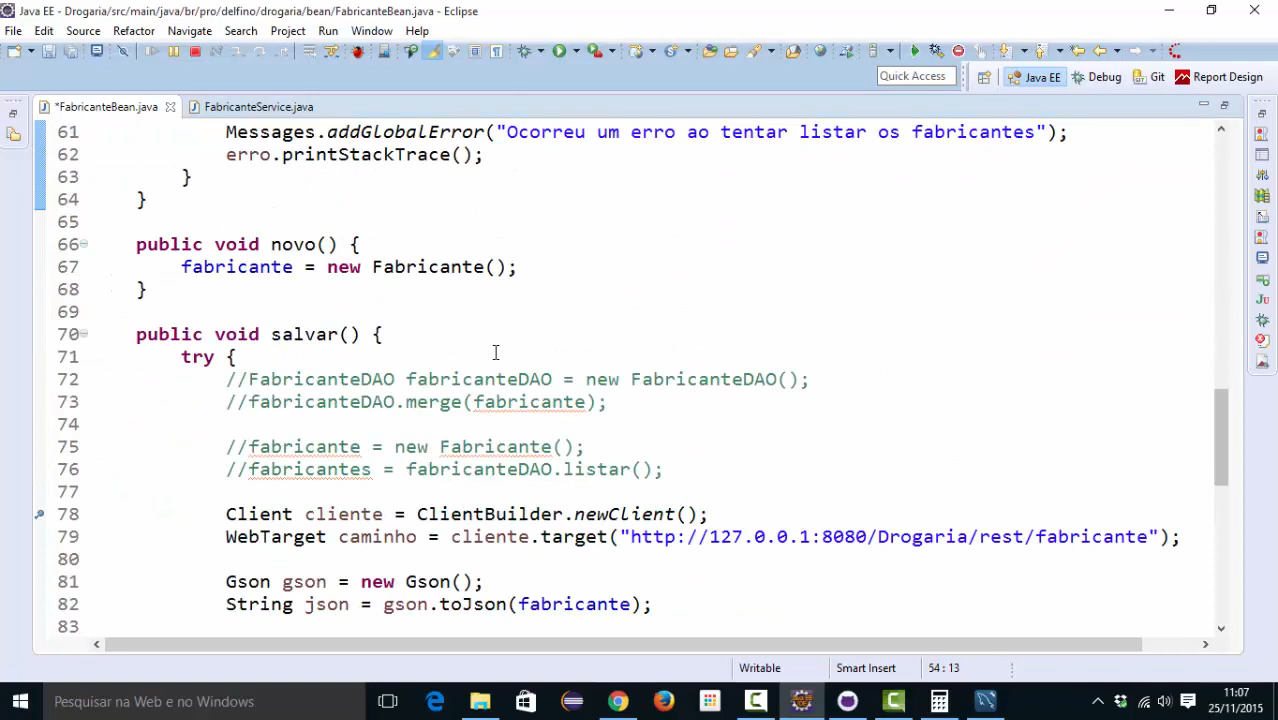 Java EE - Drogaria/src/main/java/br/pro/delfino/drogaria/bean/FabricanteBean.java - Eclipse
File Edit Source Refactor Navigate Search Project Run Window Help
Quick Access Java EE Debug Git Report Design
*FabricanteBean.java FabricanteService.java
61 Messages.addGlobalError("Ocorreu um erro ao tentar listar os fabricantes");
62 erro.printStackTrace();
63 }
64 }
65
66 public void novo() {
67 fabricante = new Fabricante();
68 }
69
70 public void salvar() {
71 try {
72 //FabricanteDAO fabricanteDAO = new FabricanteDAO();
73 //fabricanteDAO.merge(fabricante);
74
75 //fabricante = new Fabricante();
76 //fabricantes = fabricanteDAO.listar();
77
78 Client cliente = ClientBuilder.newClient();
79 WebTarget caminho = cliente.target("http://127.0.0.1:8080/Drogaria/rest/fabricante");
80
81 Gson gson = new Gson();
82 String json = gson.toJson(fabricante);
83
Writable Smart Insert 54 : 13
Pesquisar na Web e no Windows
11:07
25/11/2015